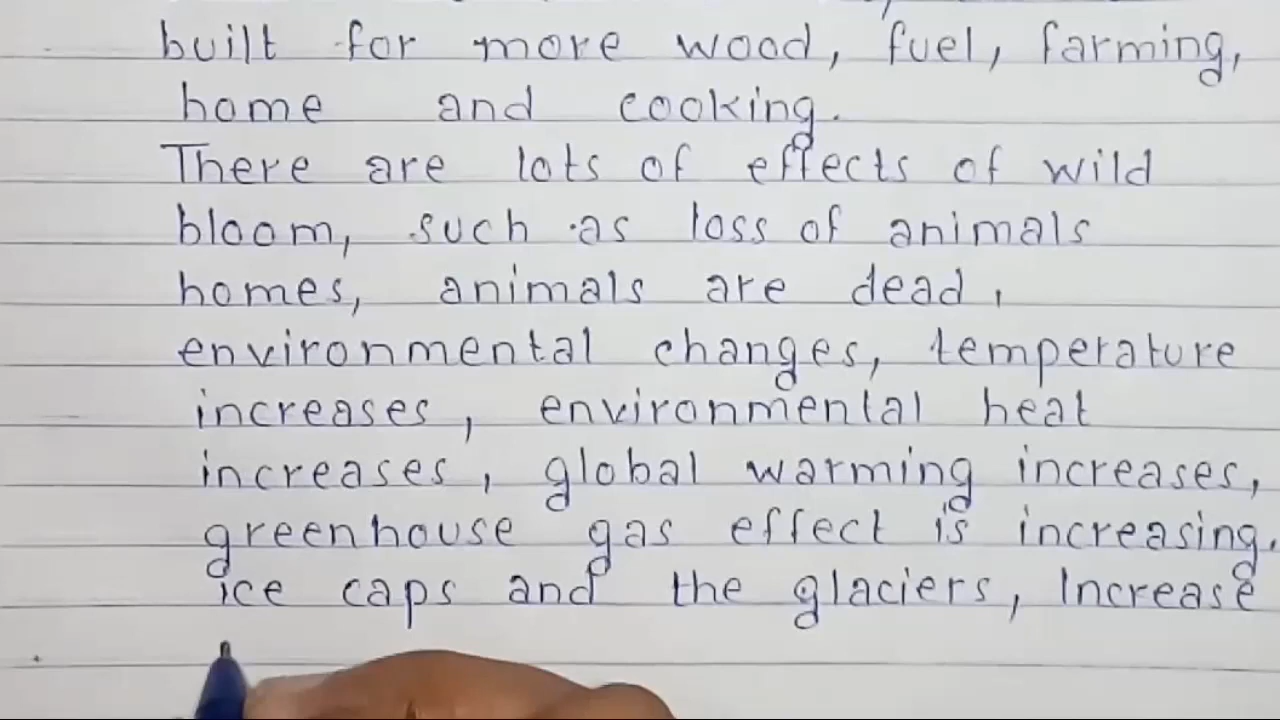 built for more wood, fuel, farming,
home and cooking.
There are lots of effects of wild
bloom, such as loss of animals
homes, animals are dead,
environmental changes, temperature
increases, environmental heat
increases, global warming increases,
greenhouse gas effect is increasing.
ice caps and the glaciers, Increase